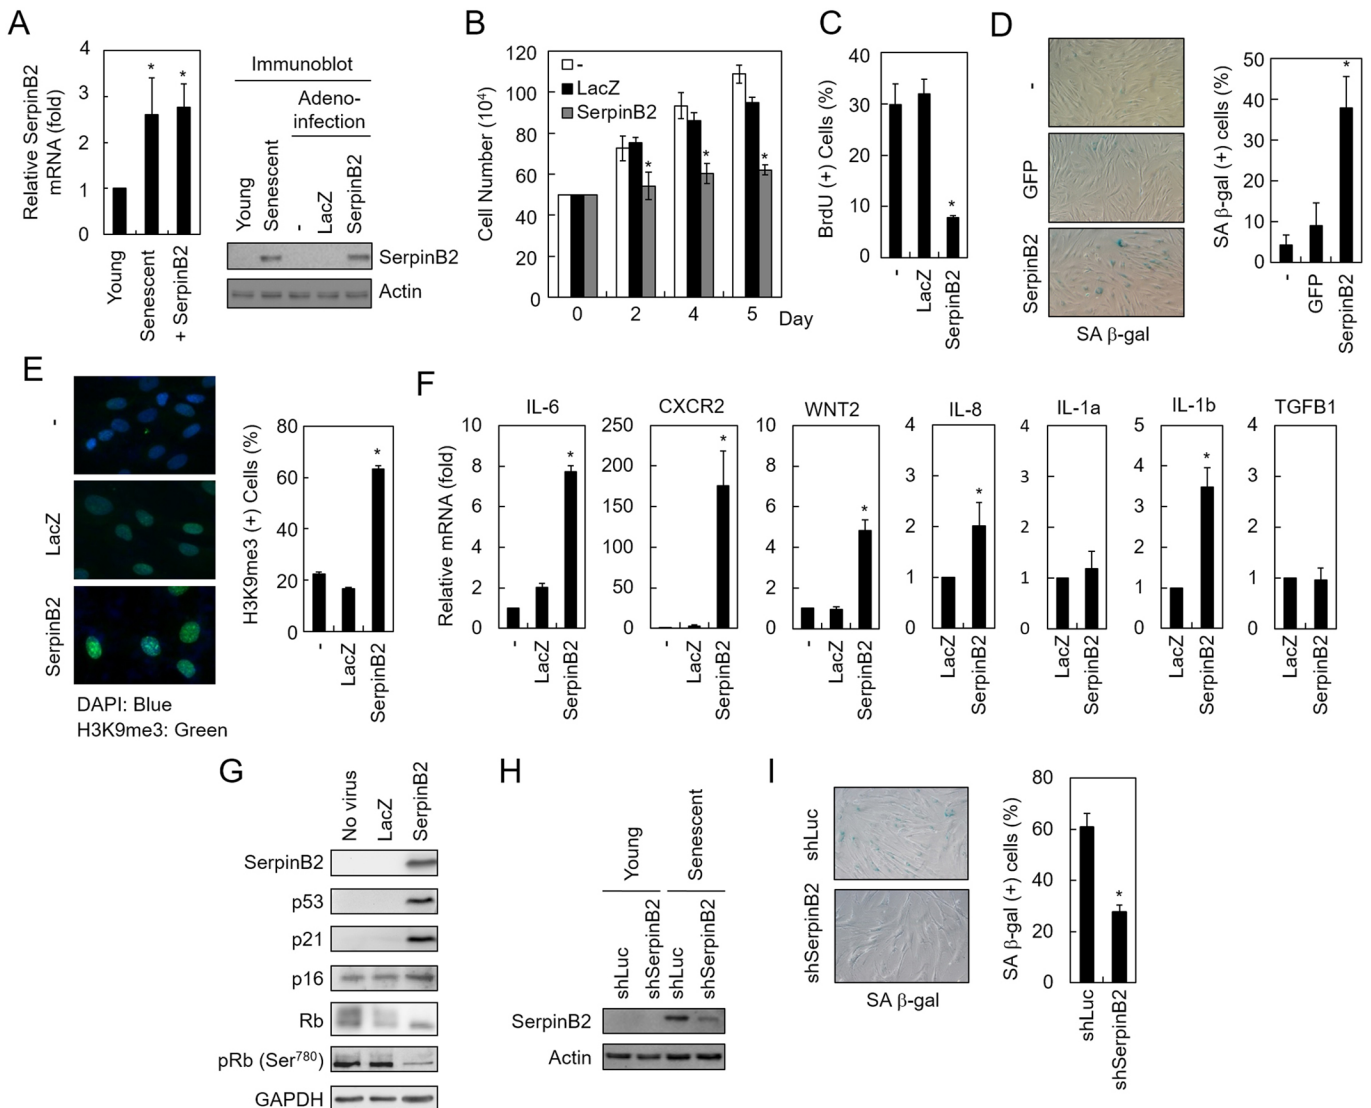 A
Relative SerpinB2
mRNA (fold)
4
3
2
1
0
*
*
Young
Senescent
+ SerpinB2
Immunoblot
Adeno-
infection
Young
Senescent
-
LacZ
SerpinB2
SerpinB2
Actin
B
Cell Number (10⁴)
120
100
80
60
40
20
0
-
LacZ
SerpinB2
*
*
*
0
2
4
5
Day
C
BrdU (+) Cells (%)
40
30
20
10
0
*
-
LacZ
SerpinB2
D
-
GFP
SerpinB2
SA β-gal
SA β-gal (+) cells (%)
50
40
30
20
10
0
*
-
GFP
SerpinB2
E
-
LacZ
SerpinB2
DAPI: Blue
H3K9me3: Green
H3K9me3 (+) Cells (%)
80
60
40
20
0
*
-
LacZ
SerpinB2
F
Relative mRNA (fold)
IL-6
10
8
6
4
2
0
*
-
LacZ
SerpinB2
CXCR2
250
200
150
100
50
0
*
-
LacZ
SerpinB2
WNT2
10
8
6
4
2
0
*
-
LacZ
SerpinB2
IL-8
4
3
2
1
0
*
LacZ
SerpinB2
IL-1a
4
3
2
1
0
LacZ
SerpinB2
IL-1b
5
4
3
2
1
0
*
LacZ
SerpinB2
TGFB1
4
3
2
1
0
LacZ
SerpinB2
G
No virus
LacZ
SerpinB2
SerpinB2
p53
p21
p16
Rb
pRb (Ser⁷⁸⁰)
GAPDH
H
Young
Senescent
shLuc
shSerpinB2
shLuc
shSerpinB2
SerpinB2
Actin
I
shLuc
shSerpinB2
SA β-gal
SA β-gal (+) cells (%)
80
60
40
20
0
*
shLuc
shSerpinB2